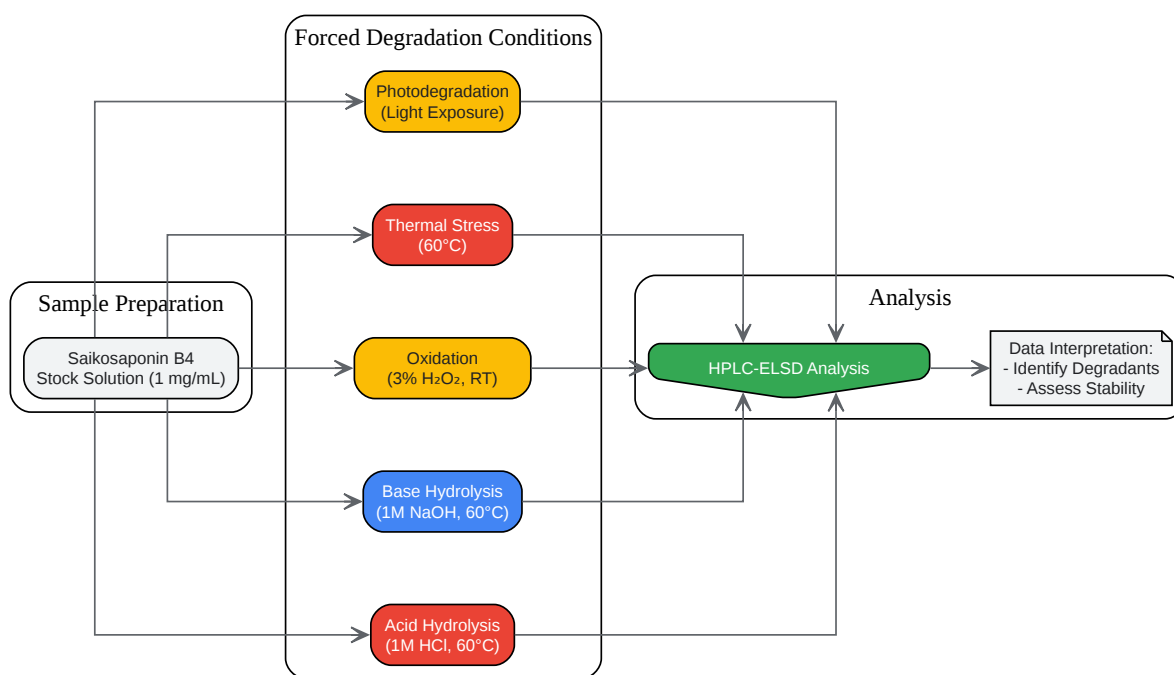 Forced Degradation Conditions
Photodegradation
(Light Exposure)
Thermal Stress
(60°C)
Sample Preparation
Saikosaponin B4
Stock Solution (1 mg/mL)
Oxidation
(3% H₂O₂, RT)
Base Hydrolysis
(1M NaOH, 60°C)
Acid Hydrolysis
(1M HCl, 60°C)
Analysis
HPLC-ELSD Analysis
Data Interpretation:
- Identify Degradants
- Assess Stability